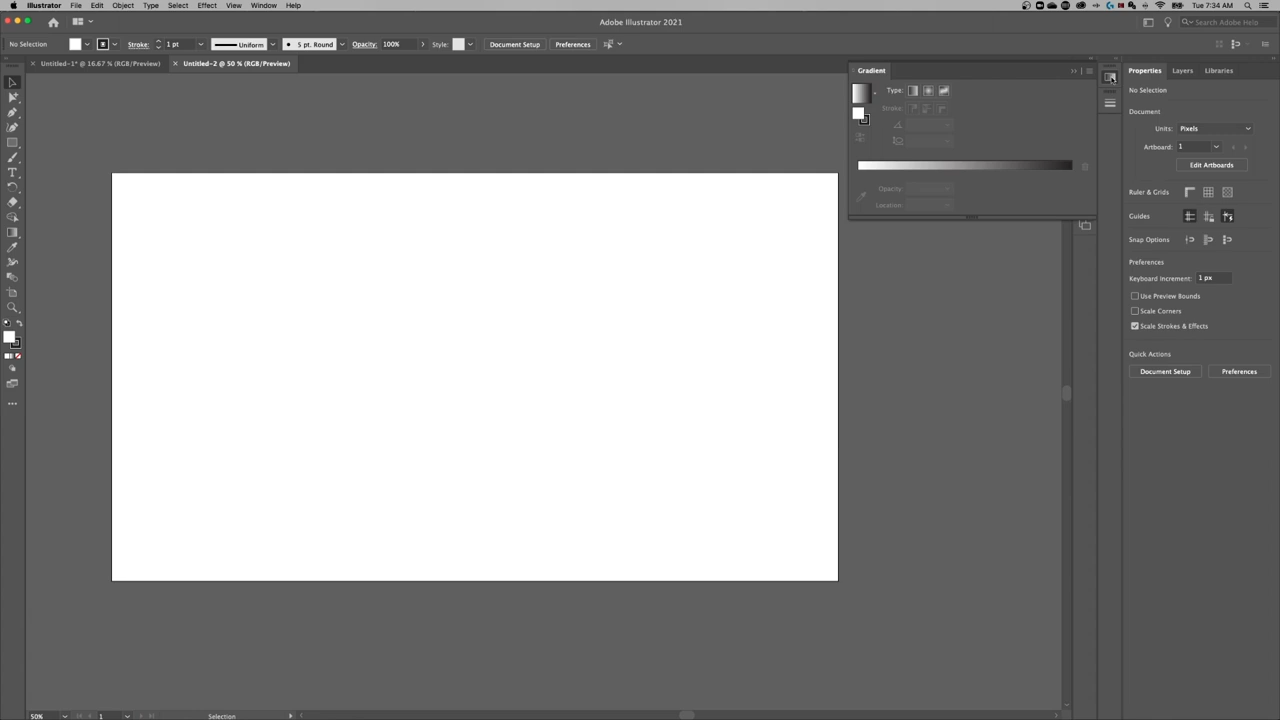 Illustrator File Edit Object Type Select Effect View Window Help Tue 7:34 AM
Adobe Illustrator 2021 Search Adobe Help
No Selection Stroke: 1 pt Uniform 5 pt. Round Opacity: 100% Style: Document Setup Preferences
Untitled-1* @ 16.67 % (RGB/Preview) Untitled-2 @ 50 % (RGB/Preview)
Gradient
Type:
Stroke:
Opacity:
Location:
Properties Layers Libraries
No Selection
Document
Units: Pixels
Artboard: 1
Edit Artboards
Ruler & Grids
Guides
Snap Options
Preferences
Keyboard Increment: 1 px
Use Preview Bounds
Scale Corners
Scale Strokes & Effects
Quick Actions
Document Setup Preferences
50% 1 Selection